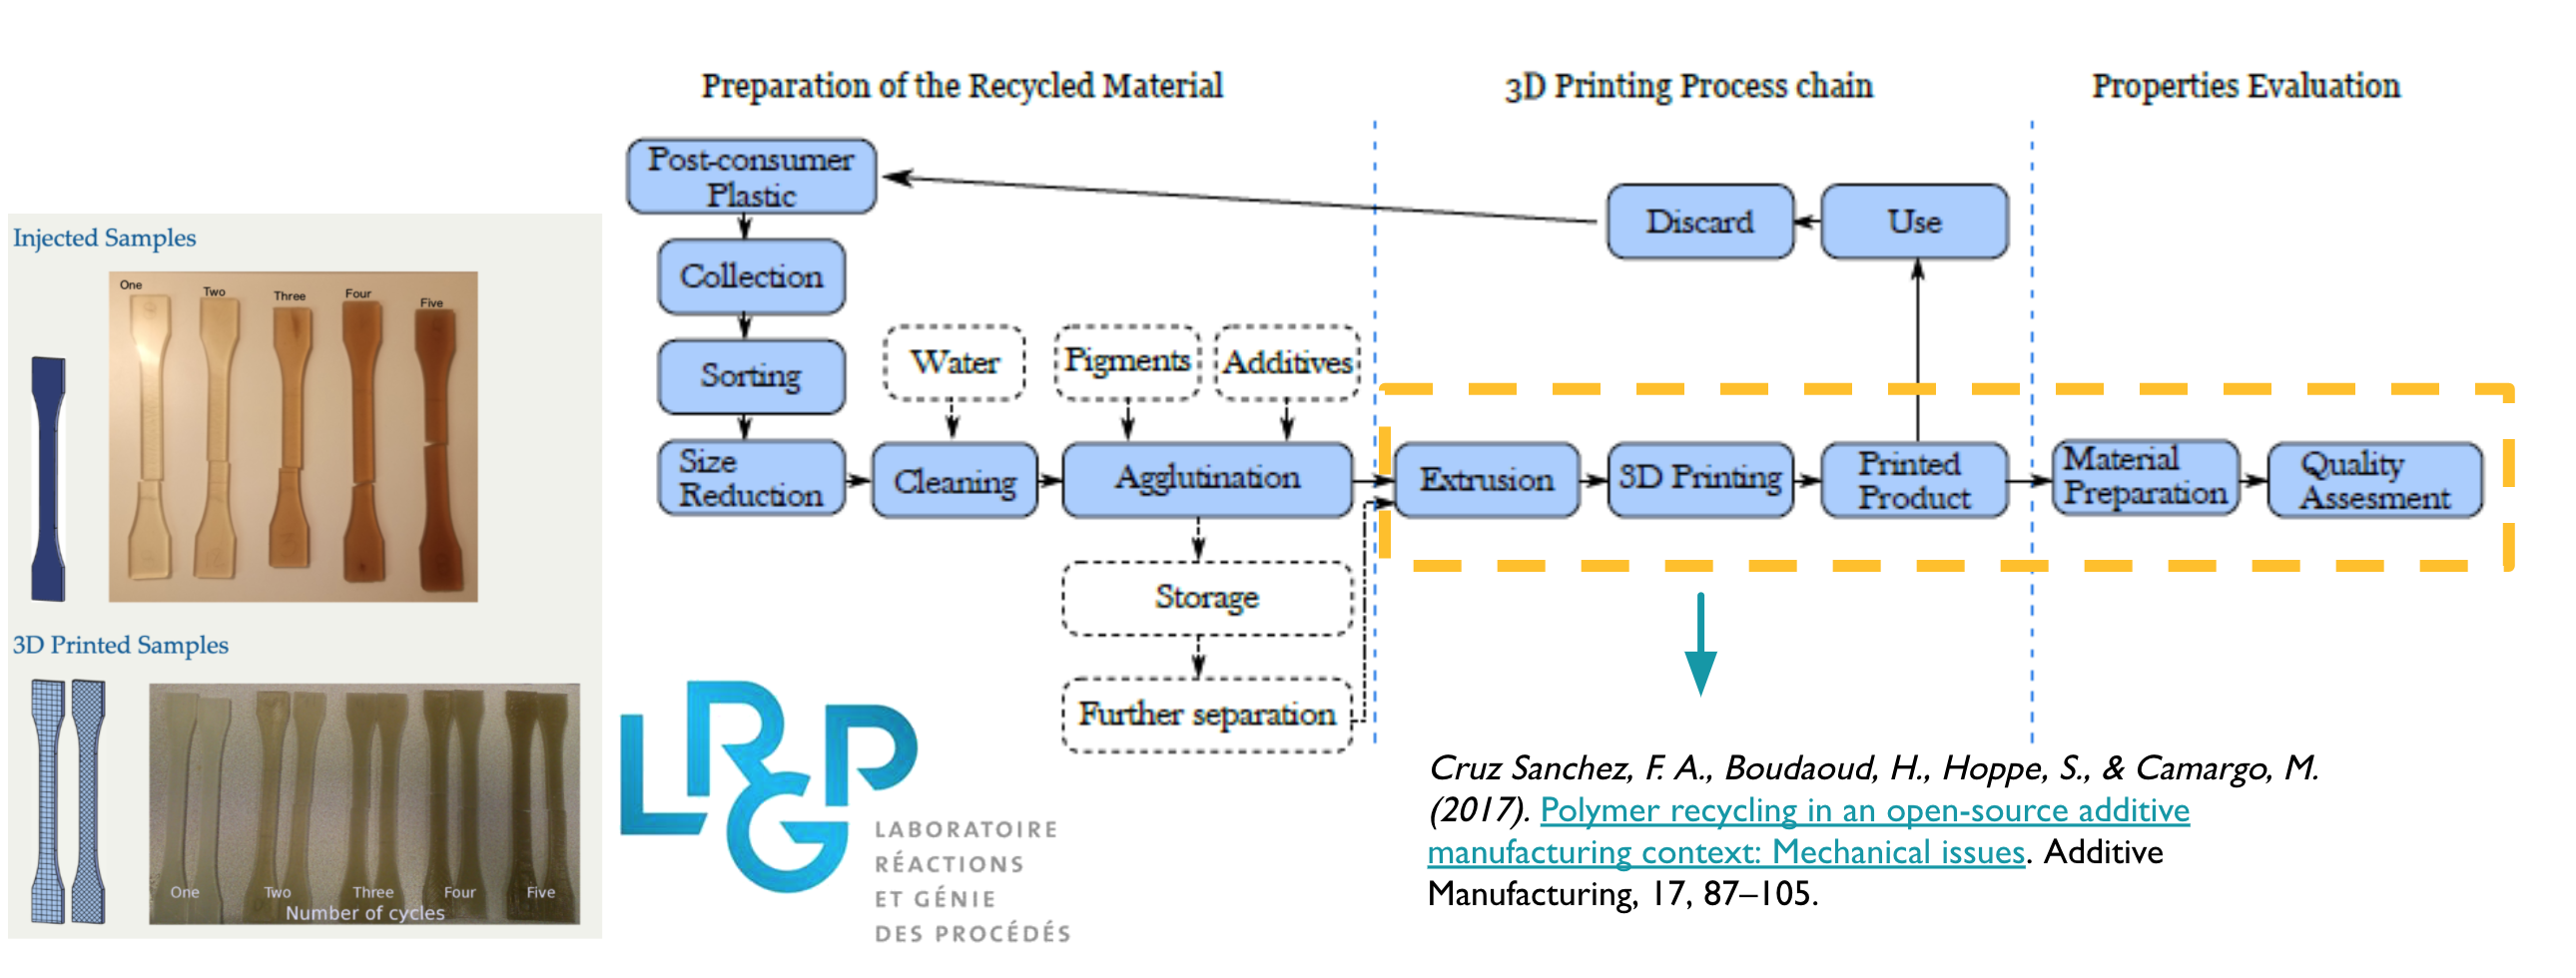 Preparation of the Recycled Material
3D Printing Process chain
Properties Evaluation
Post-consumer
Plastic
Collection
Sorting
Size
Reduction
Water
Cleaning
Pigments
Additives
Agglutination
Storage
Further separation
Discard
Use
Extrusion
3D Printing
Printed
Product
Material
Preparation
Quality
Assesment
Injected Samples
One
Two
Three
Four
Five
3D Printed Samples
One
Two
Three
Four
Five
Number of cycles
LRGP
LABORATOIRE
RÉACTIONS
ET GÉNIE
DES PROCÉDÉS
Cruz Sanchez, F. A., Boudaoud, H., Hoppe, S., & Camargo, M.
(2017). Polymer recycling in an open-source additive
manufacturing context: Mechanical issues. Additive
Manufacturing, 17, 87–105.